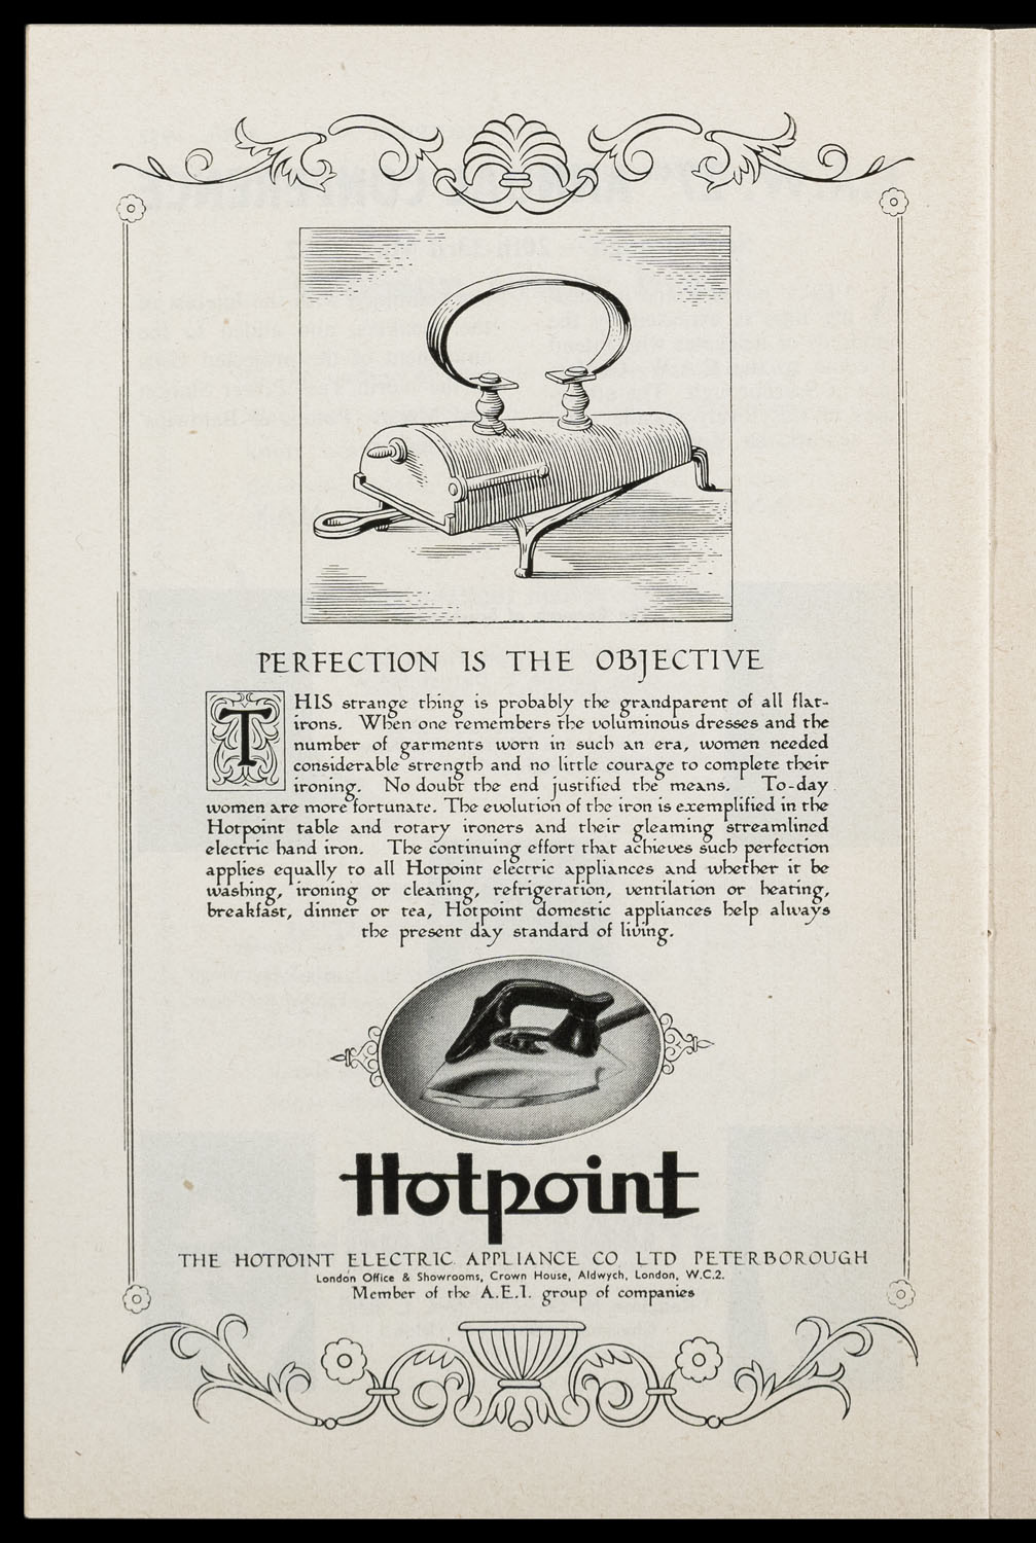 PERFECTION IS THE OBJECTIVE
THIS strange thing is probably the grandparent of all flat-
irons. When one remembers the voluminous dresses and the
number of garments worn in such an era, women needed
considerable strength and no little courage to complete their
ironing. No doubt the end justified the means. To-day
women are more fortunate. The evolution of the iron is exemplified in the
Hotpoint table and rotary ironers and their gleaming streamlined
electric hand iron. The continuing effort that achieves such perfection
applies equally to all Hotpoint electric appliances and whether it be
washing, ironing or cleaning, refrigeration, ventilation or heating,
breakfast, dinner or tea, Hotpoint domestic appliances help always
the present day standard of living.
Hotpoint
THE HOTPOINT ELECTRIC APPLIANCE CO LTD PETERBOROUGH
London Office & Showrooms, Crown House, Aldwych, London, W.C.2.
Member of the A.E.I. group of companies